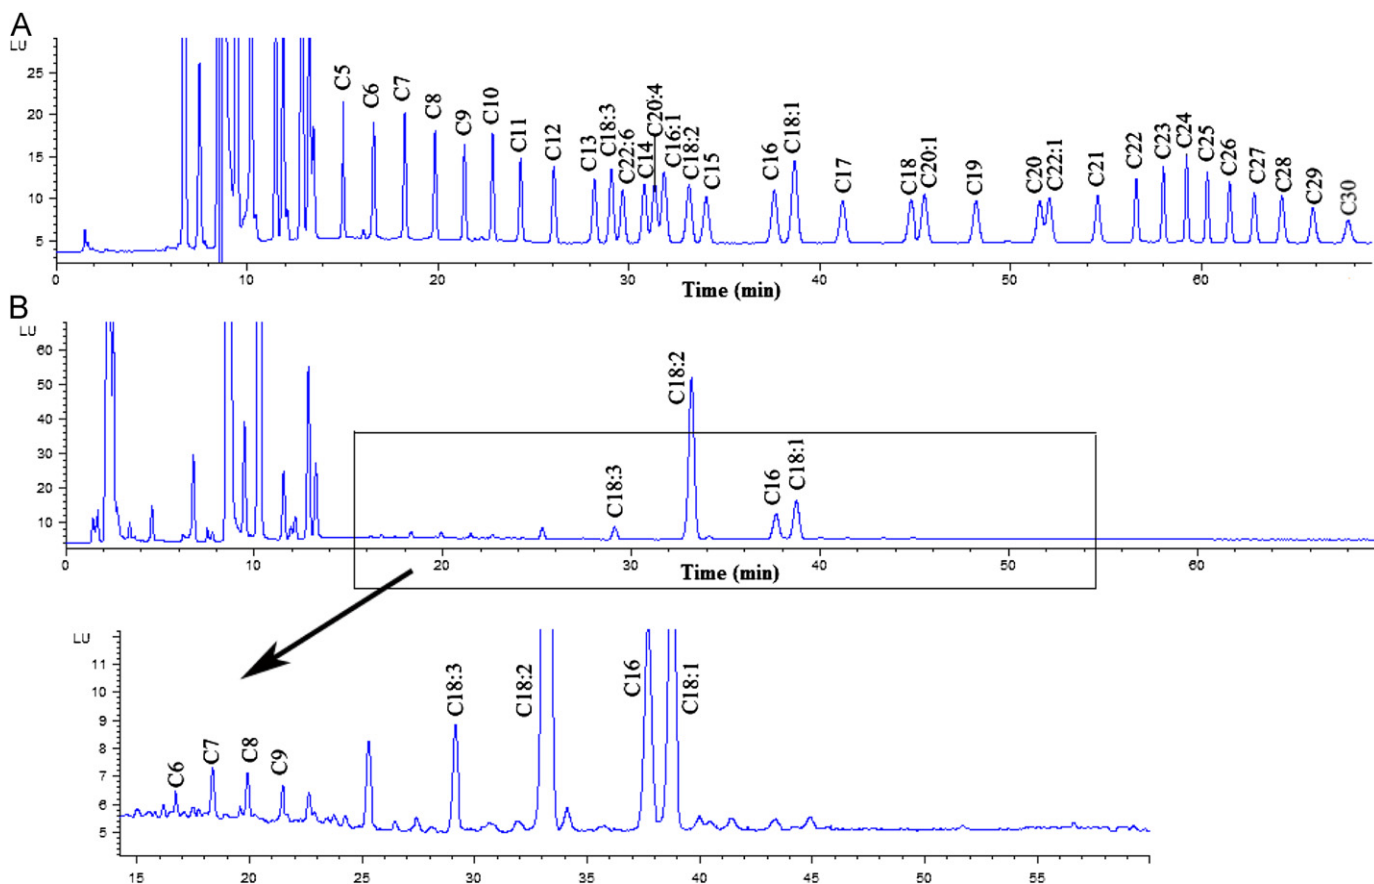 A
LU
25
20
15
10
5
C5
C6
C7
C8
C9
C10
C11
C12
C13
C18:3
C22:6
C14
C20:4
C16:1
C18:2
C15
C16
C18:1
C17
C18
C20:1
C19
C20
C22:1
C21
C22
C23
C24
C25
C26
C27
C28
C29
C30
0 10 20 30 40 50 60
Time (min)
B
LU
60
50
40
30
20
10
C18:3
C18:2
C16
C18:1
0 10 20 30 40 50 60
Time (min)
LU
11
10
9
8
7
6
5
C6
C7
C8
C9
C18:3
C18:2
C16
C18:1
15 20 25 30 35 40 45 50 55